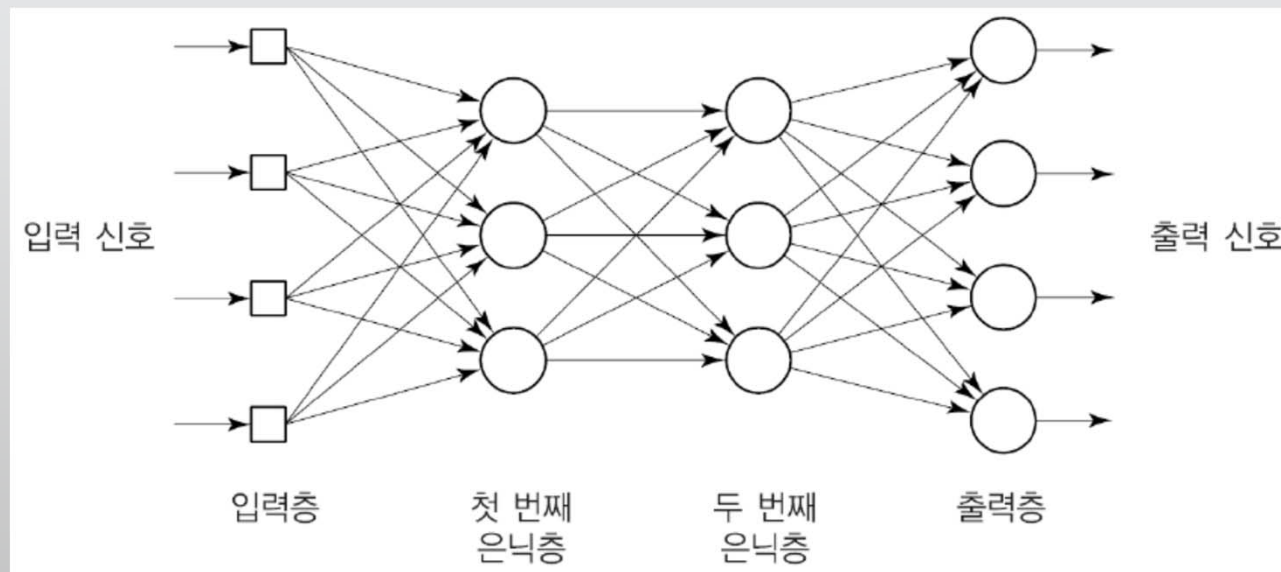 입력 신호
출력 신호
입력층
첫 번째
은닉층
두 번째
은닉층
출력층